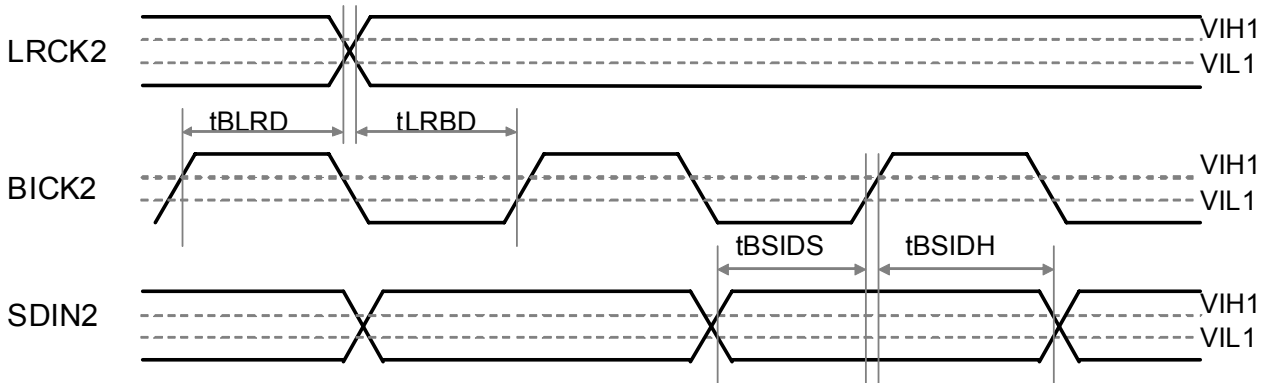 LRCK2
VIH1
VIL1
tBLRD
tLRBD
BICK2
VIH1
VIL1
tBSIDS
tBSIDH
SDIN2
VIH1
VIL1